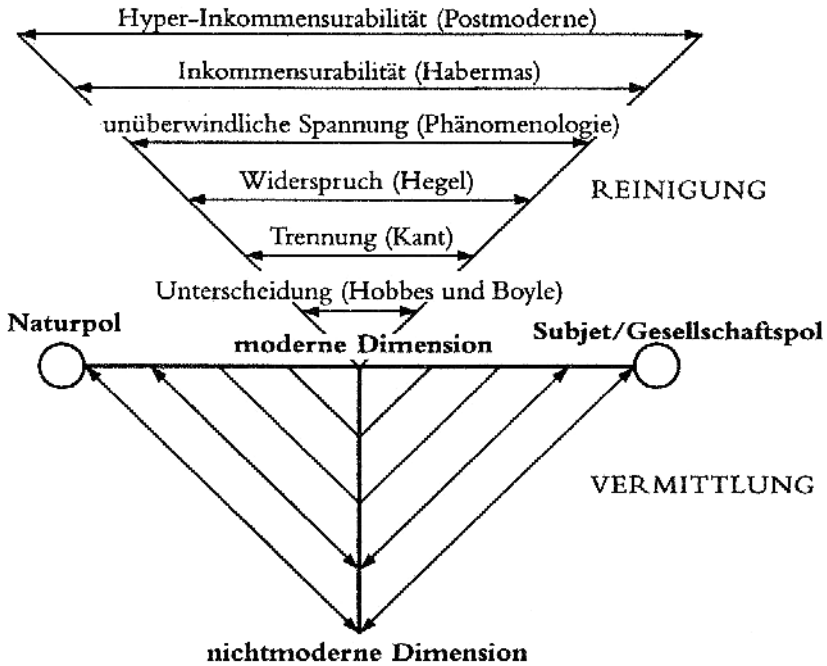 Hyper-Inkommensurabilität (Postmoderne)
Inkommensurabilität (Habermas)
unüberwindliche Spannung (Phänomenologie)
Widerspruch (Hegel)
REINIGUNG
Trennung (Kant)
Unterscheidung (Hobbes und Boyle)
Naturpol
Subjet/Gesellschaftspol
moderne Dimension
VERMITTLUNG
nichtmoderne Dimension